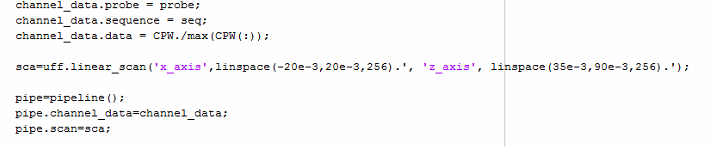 channel_data.probe = probe;
channel_data.sequence = seq;
channel_data.data = CPW./max(CPW(:));
sca=uff.linear_scan('x_axis',linspace(-20e-3,20e-3,256).', 'z_axis', linspace(35e-3,90e-3,256).');
pipe=pipeline();
pipe.channel_data=channel_data;
pipe.scan=sca;